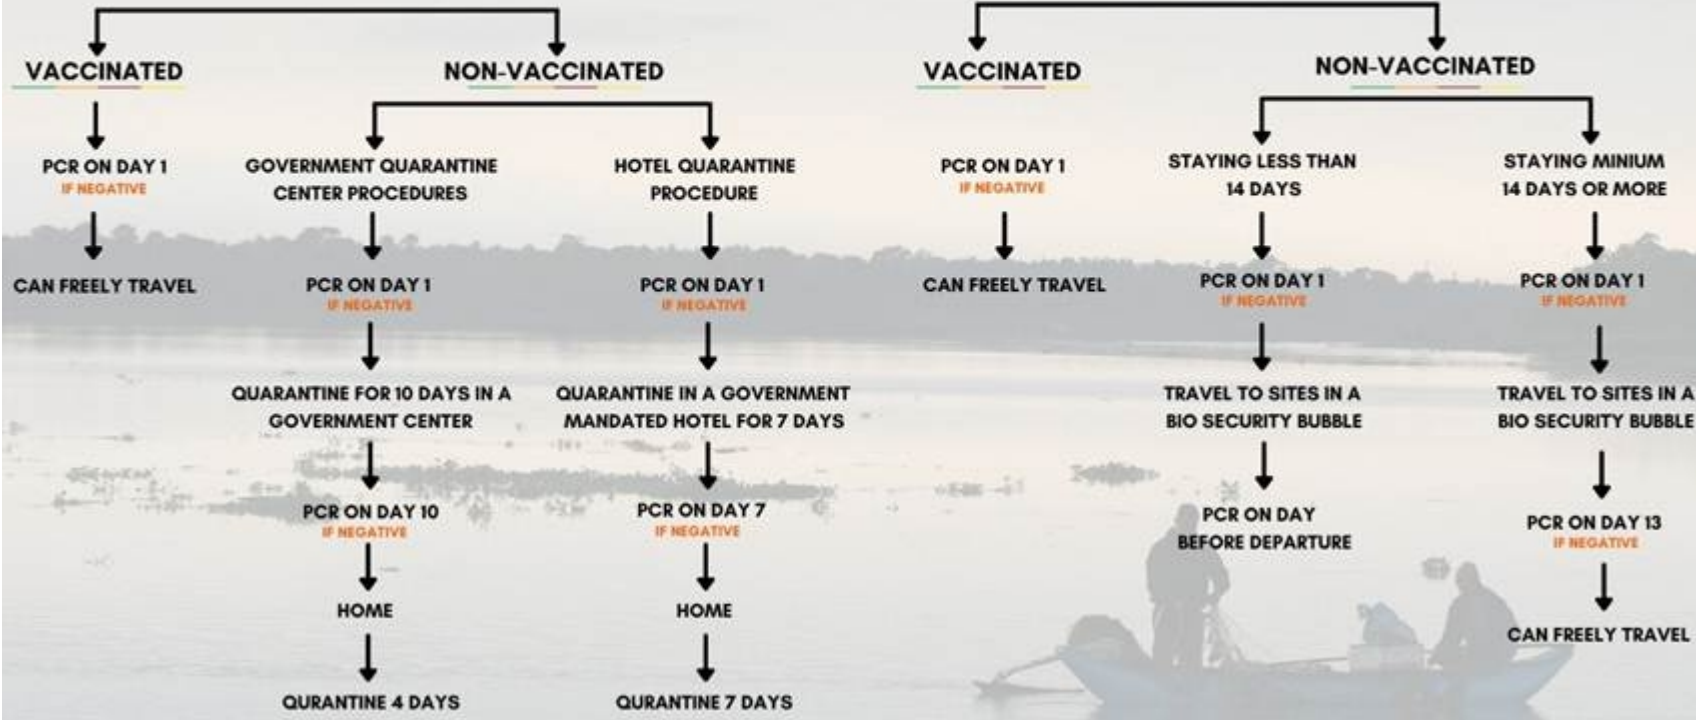 VACCINATED
PCR ON DAY 1
IF NEGATIVE
CAN FREELY TRAVEL
NON-VACCINATED
GOVERNMENT QUARANTINE
CENTER PROCEDURES
PCR ON DAY 1
IF NEGATIVE
QUARANTINE FOR 10 DAYS IN A
GOVERNMENT CENTER
PCR ON DAY 10
IF NEGATIVE
HOME
QURANTINE 4 DAYS
HOTEL QUARANTINE
PROCEDURE
PCR ON DAY 1
IF NEGATIVE
QUARANTINE IN A GOVERNMENT
MANDATED HOTEL FOR 7 DAYS
PCR ON DAY 7
IF NEGATIVE
HOME
QURANTINE 7 DAYS
VACCINATED
PCR ON DAY 1
IF NEGATIVE
CAN FREELY TRAVEL
NON-VACCINATED
STAYING LESS THAN
14 DAYS
PCR ON DAY 1
IF NEGATIVE
TRAVEL TO SITES IN A
BIO SECURITY BUBBLE
PCR ON DAY
BEFORE DEPARTURE
STAYING MINIUM
14 DAYS OR MORE
PCR ON DAY 1
IF NEGATIVE
TRAVEL TO SITES IN A
BIO SECURITY BUBBLE
PCR ON DAY 13
IF NEGATIVE
CAN FREELY TRAVEL